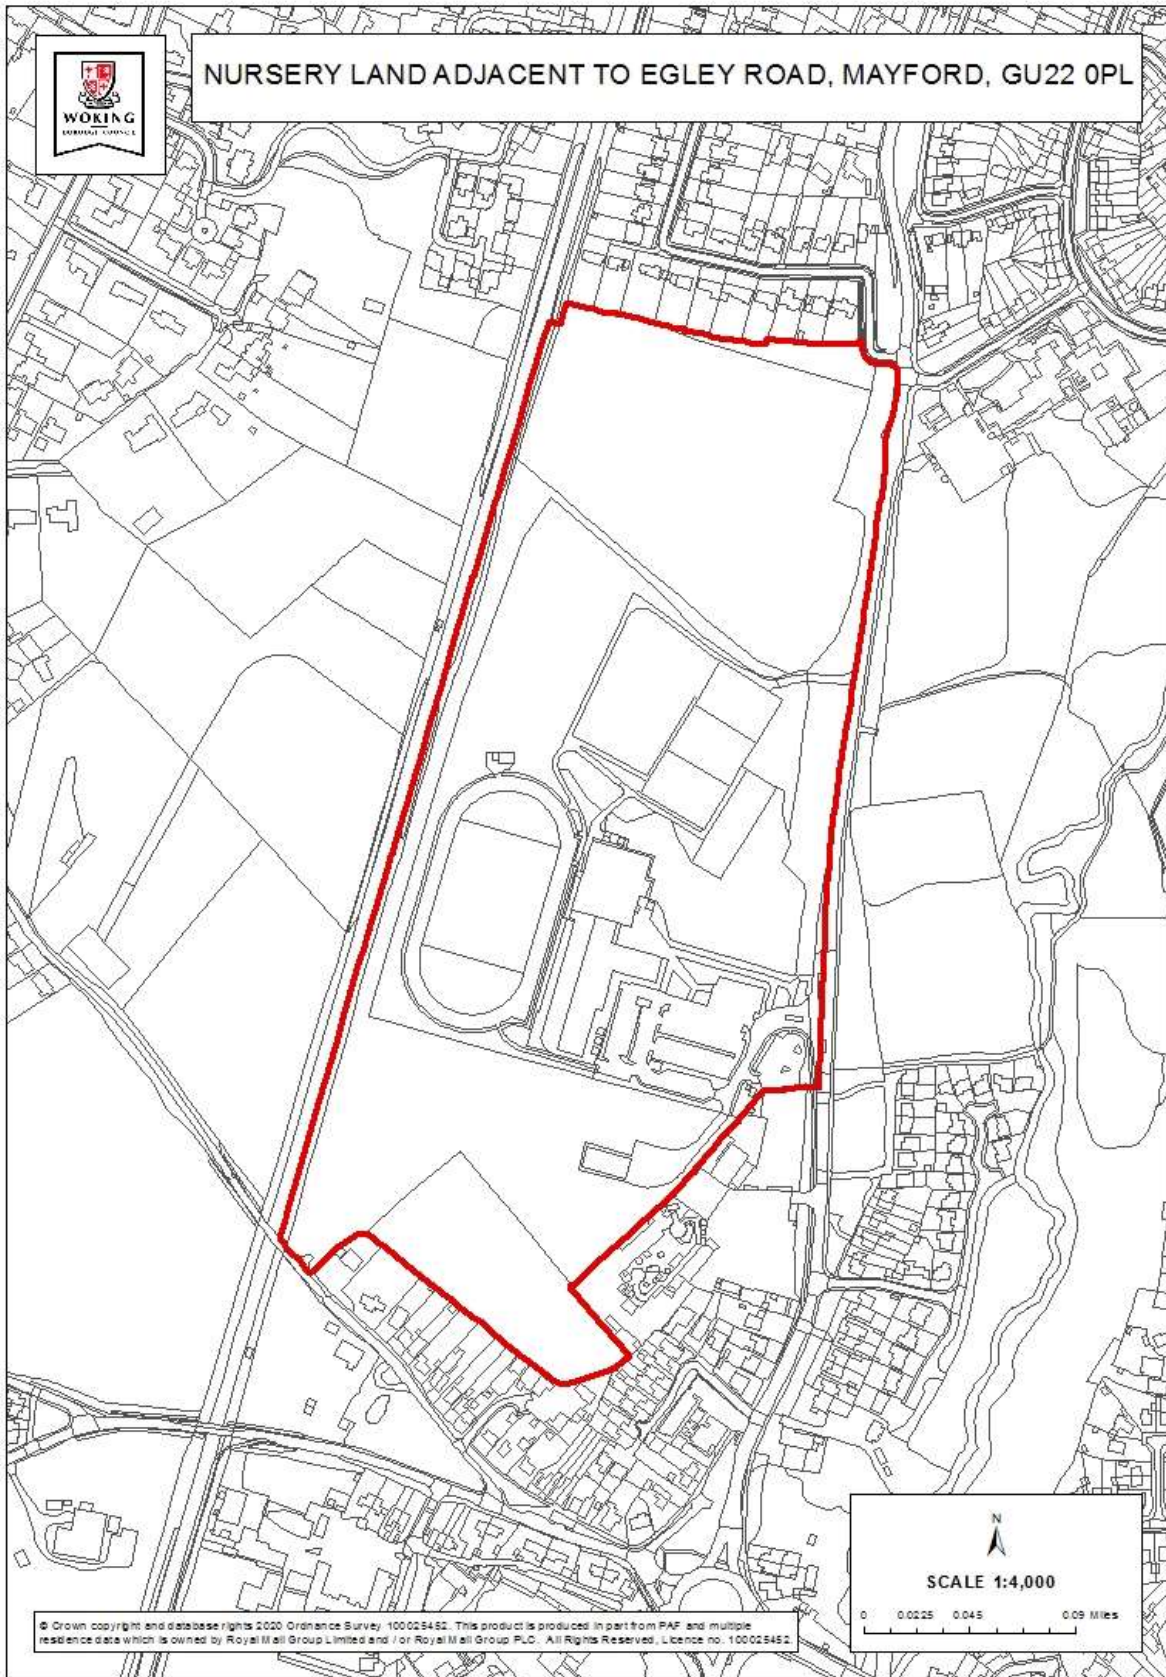 WOKING
BOROUGH COUNCIL
NURSERY LAND ADJACENT TO EGLEY ROAD, MAYFORD, GU22 0PL
N
SCALE 1:4,000
0 0.0225 0.045 0.09 Miles
© Crown copyright and database rights 2020 Ordnance Survey 100025452. This product is produced in part from PAF and multiple
residence data which is owned by Royal Mail Group Limited and / or Royal Mail Group PLC. All Rights Reserved, Licence no. 100025452.